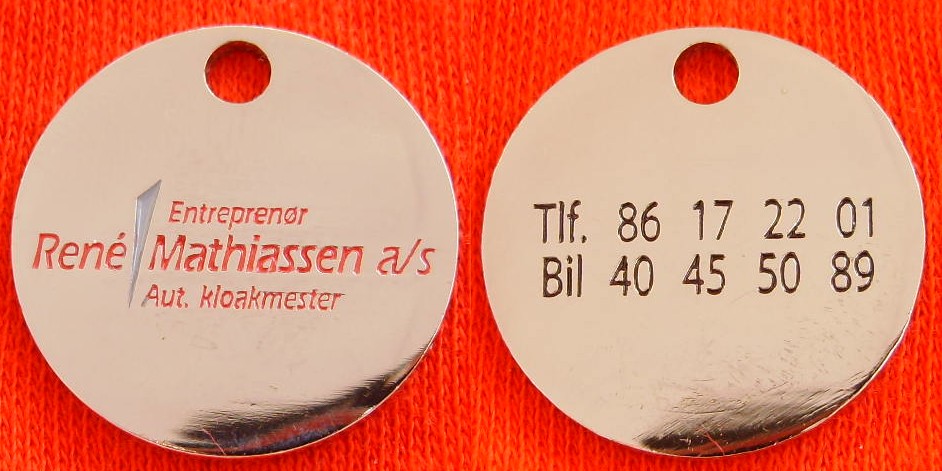 Entreprenør
René Mathiassen a/s
Aut. kloakmester
Tlf. 86 17 22 01
Bil 40 45 50 89